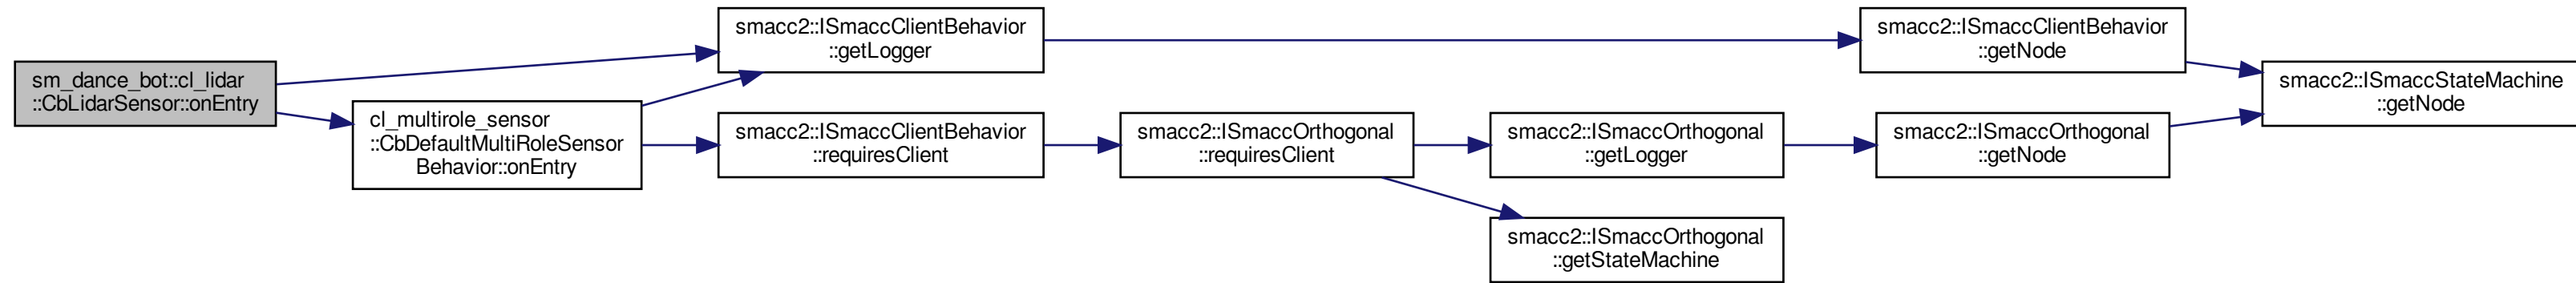 sm_dance_bot::cl_lidar
::CbLidarSensor::onEntry
cl_multirole_sensor
::CbDefaultMultiRoleSensor
Behavior::onEntry
smacc2::ISmaccClientBehavior
::getLogger
smacc2::ISmaccClientBehavior
::requiresClient
smacc2::ISmaccOrthogonal
::requiresClient
smacc2::ISmaccOrthogonal
::getLogger
smacc2::ISmaccOrthogonal
::getStateMachine
smacc2::ISmaccClientBehavior
::getNode
smacc2::ISmaccOrthogonal
::getNode
smacc2::ISmaccStateMachine
::getNode